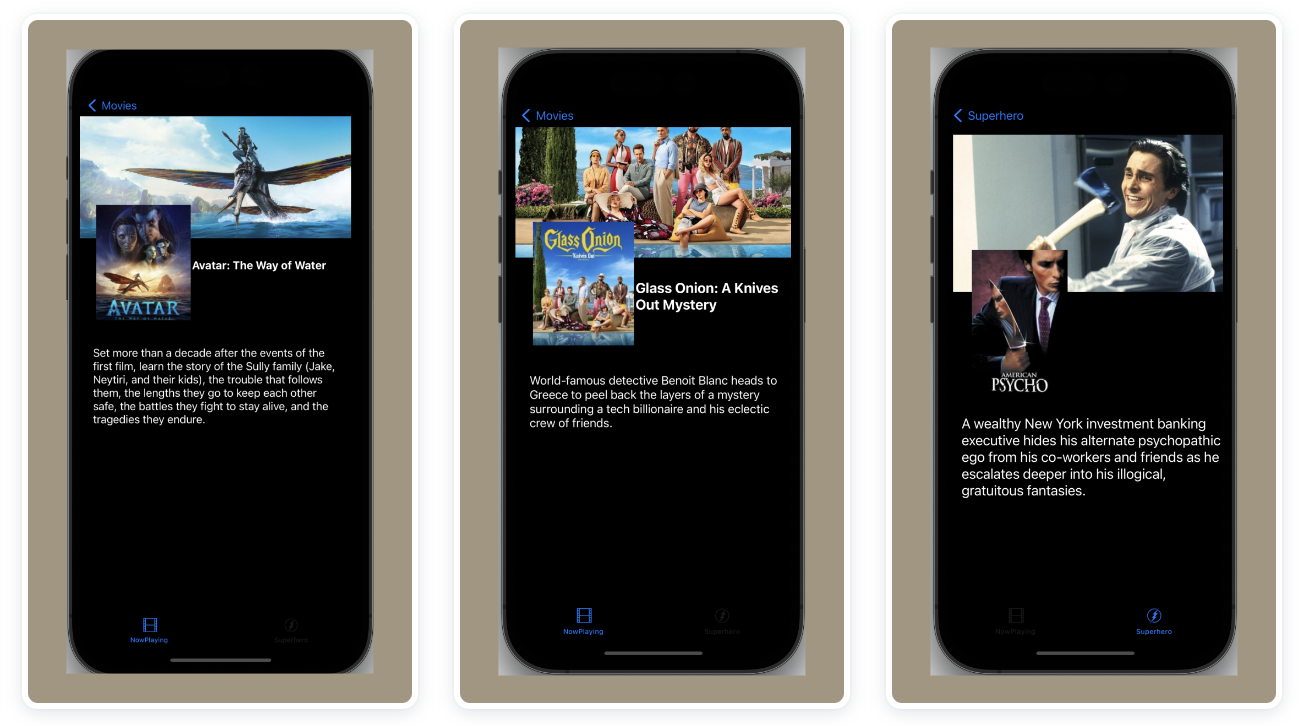 Movies
Avatar: The Way of Water
AVATAR
THE WAY OF WATER
Set more than a decade after the events of the
first film, learn the story of the Sully family (Jake,
Neytiri, and their kids), the trouble that follows
them, the lengths they go to keep each other
safe, the battles they fight to stay alive, and the
tragedies they endure.
NowPlaying
Superhero
Movies
Glass Onion
Knives Out
Glass Onion: A Knives
Out Mystery
World-famous detective Benoit Blanc heads to
Greece to peel back the layers of a mystery
surrounding a tech billionaire and his eclectic
crew of friends.
NowPlaying
Superhero
Superhero
AMERICAN
PSYCHO
A wealthy New York investment banking
executive hides his alternate psychopathic
ego from his co-workers and friends as he
escalates deeper into his illogical,
gratuitous fantasies.
NowPlaying
Superhero